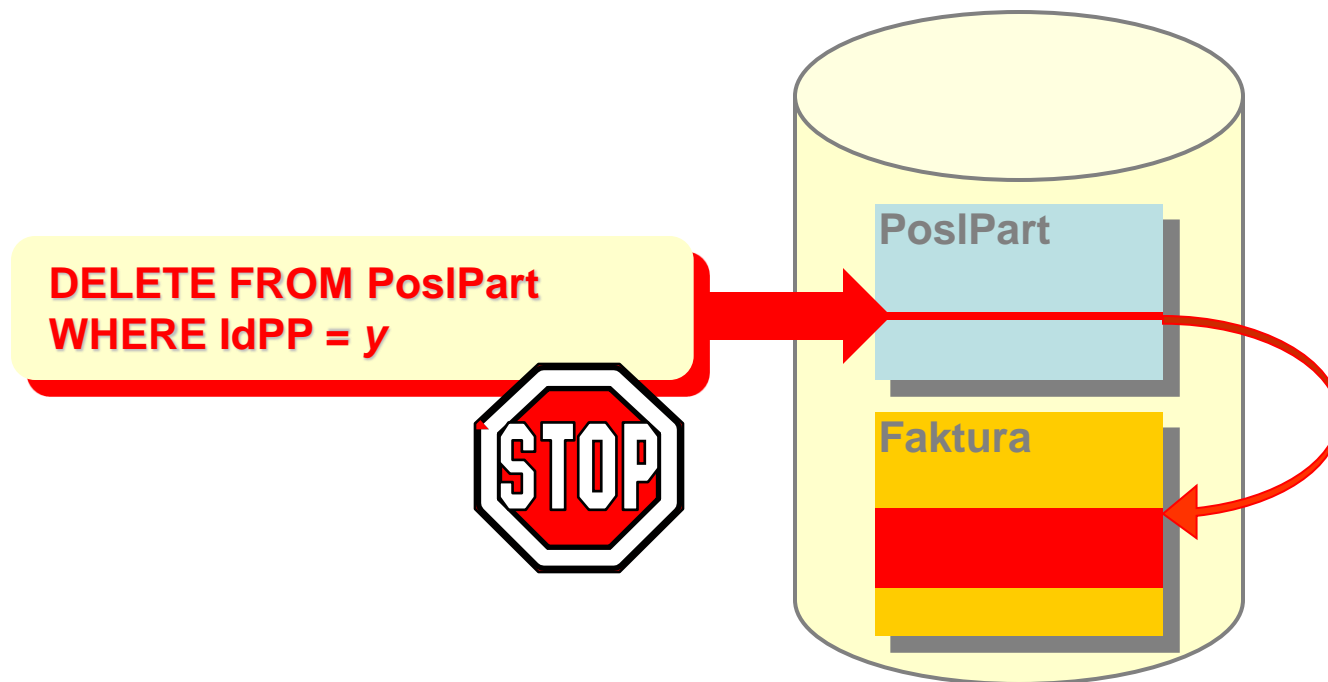 PoslPart
DELETE FROM PoslPart
WHERE IdPP = y
STOP
Faktura